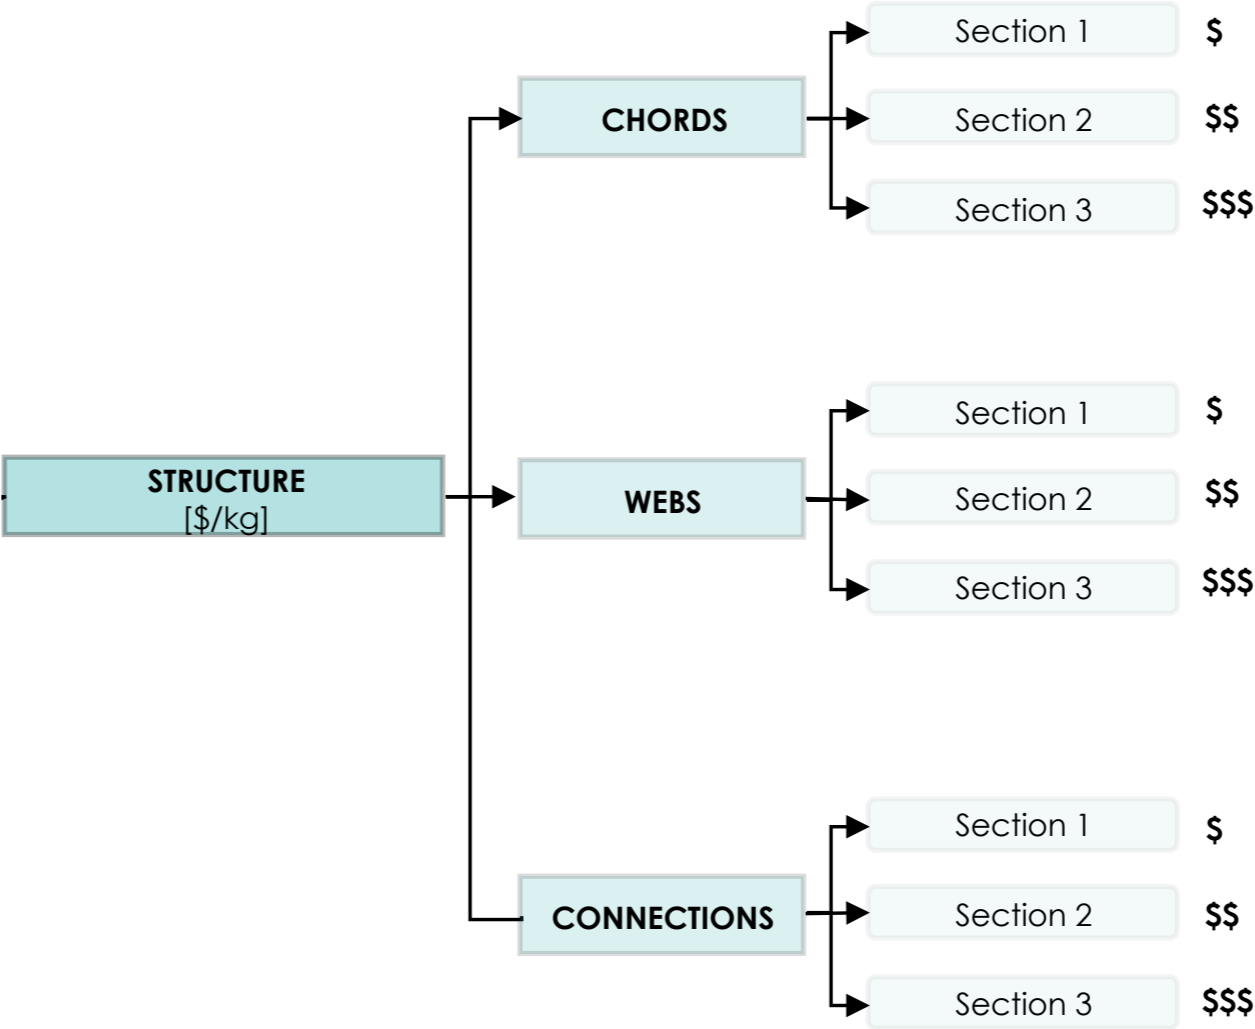 STRUCTURE
[$/kg]
CHORDS
Section 1 $
Section 2 $$
Section 3 $$$
WEBS
Section 1 $
Section 2 $$
Section 3 $$$
CONNECTIONS
Section 1 $
Section 2 $$
Section 3 $$$